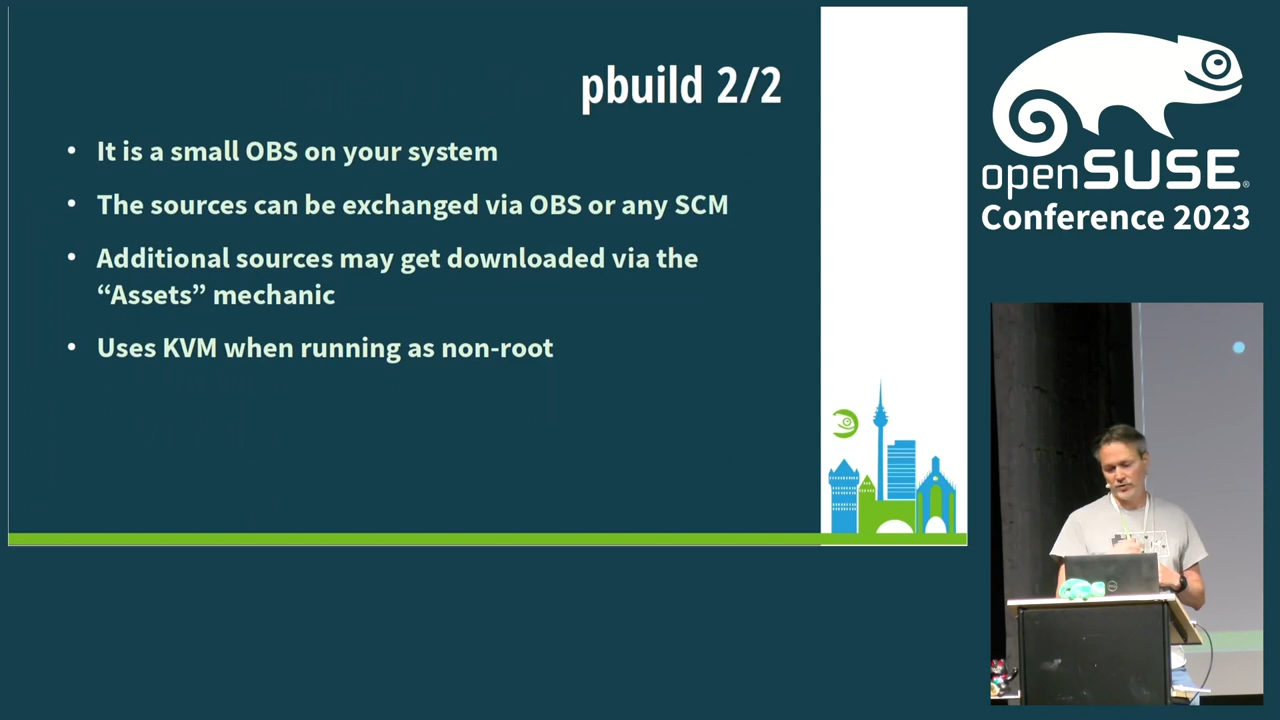 pbuild 2/2
• It is a small OBS on your system
• The sources can be exchanged via OBS or any SCM
• Additional sources may get downloaded via the
“Assets” mechanic
• Uses KVM when running as non-root
openSUSE®
Conference 2023
DELL